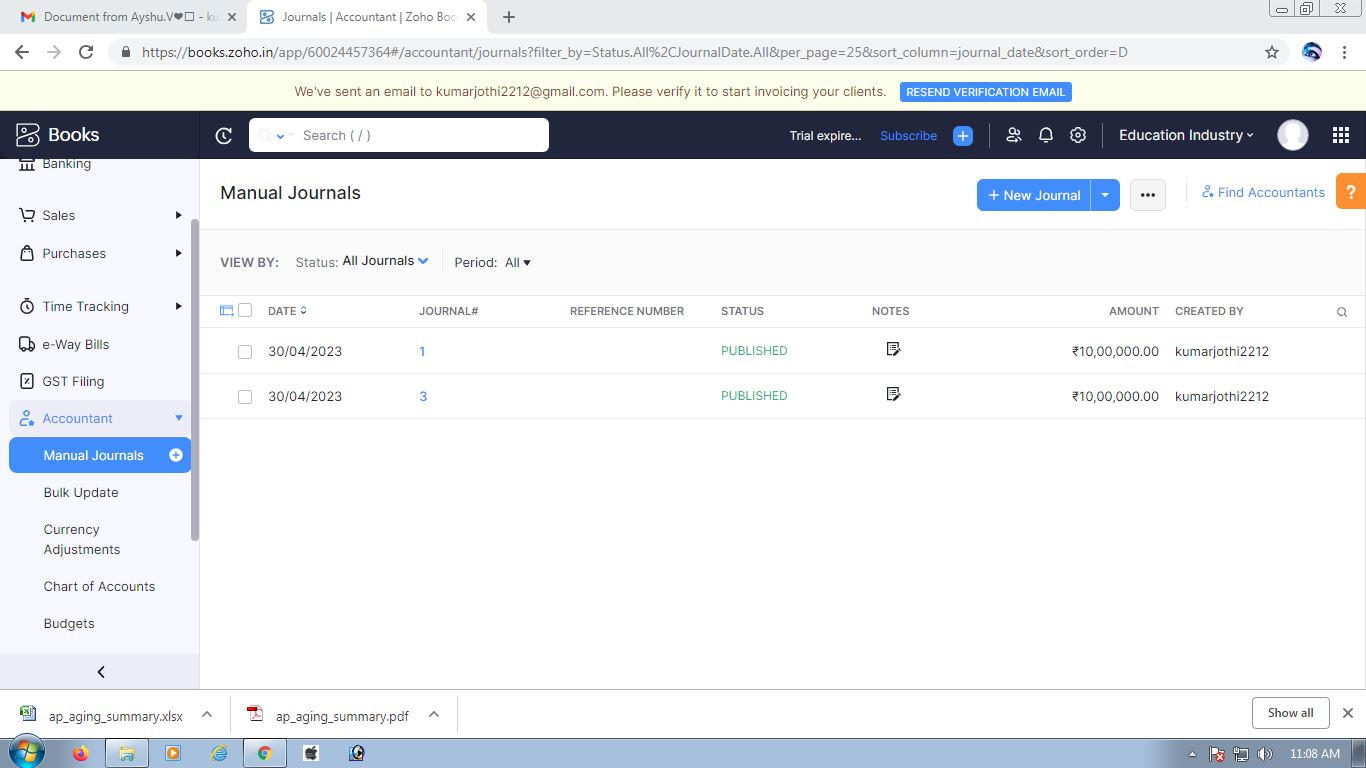 Document from Ayshu.V❤
Journals | Accountant | Zoho Boo
https://books.zoho.in/app/60024457364#/accountant/journals?filter_by=Status.All%2CJournalDate.All&per_page=25&sort_column=journal_date&sort_order=D
We've sent an email to kumarjothi2212@gmail.com. Please verify it to start invoicing your clients. RESEND VERIFICATION EMAIL
Books
Search ( / )
Trial expire... Subscribe
Education Industry
Banking
Sales
Purchases
Time Tracking
e-Way Bills
GST Filing
Accountant
Manual Journals
Bulk Update
Currency
Adjustments
Chart of Accounts
Budgets
Manual Journals
+ New Journal
Find Accountants
?
VIEW BY: Status: All Journals Period: All
DATE JOURNAL# REFERENCE NUMBER STATUS NOTES AMOUNT CREATED BY
30/04/2023 1 PUBLISHED ₹10,00,000.00 kumarjothi2212
30/04/2023 3 PUBLISHED ₹10,00,000.00 kumarjothi2212
ap_aging_summary.xlsx
ap_aging_summary.pdf
Show all
11:08 AM